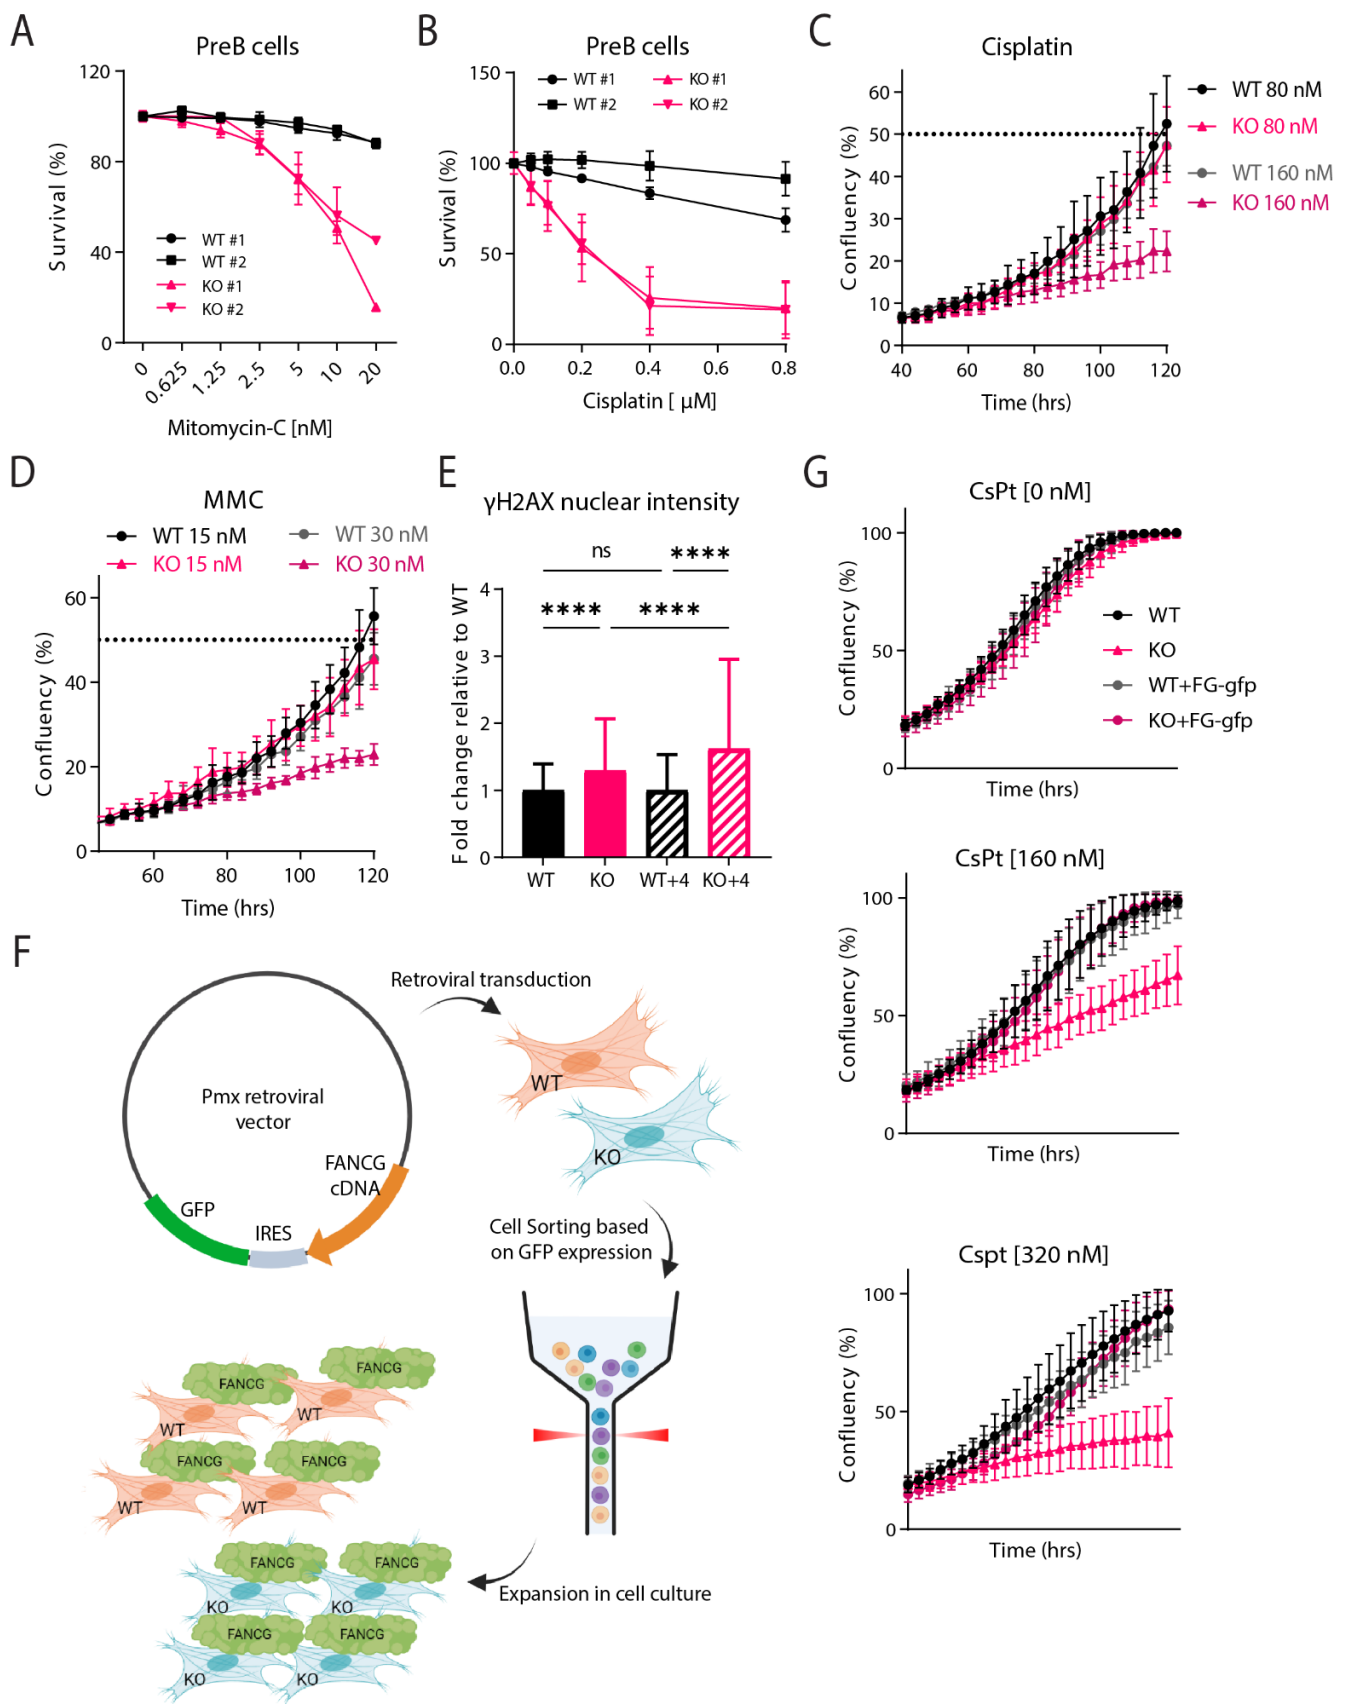 A
PreB cells
Survival (%)
120
80
40
0
WT #1
WT #2
KO #1
KO #2
0
0.625
1.25
2.5
5
10
20
Mitomycin-C [nM]
B
PreB cells
WT #1
KO #1
WT #2
KO #2
Survival (%)
150
100
50
0
0.0
0.2
0.4
0.6
0.8
Cisplatin [ μM]
C
Cisplatin
Confluency (%)
60
50
40
30
20
10
0
40
60
80
100
120
Time (hrs)
WT 80 nM
KO 80 nM
WT 160 nM
KO 160 nM
D
MMC
WT 15 nM
WT 30 nM
KO 15 nM
KO 30 nM
Confluency (%)
60
40
20
0
60
80
100
120
Time (hrs)
E
γH2AX nuclear intensity
ns
****
****
****
Fold change relative to WT
4
3
2
1
0
WT
KO
WT+4
KO+4
F
Pmx retroviral
vector
FANCG
cDNA
IRES
GFP
Retroviral transduction
WT
KO
Cell Sorting based
on GFP expression
FANCG
FANCG
WT
WT
FANCG
FANCG
WT
WT
FANCG
FANCG
KO
KO
FANCG
FANCG
KO
KO
Expansion in cell culture
G
CsPt [0 nM]
Confluency (%)
100
50
0
WT
KO
WT+FG-gfp
KO+FG-gfp
Time (hrs)
CsPt [160 nM]
Confluency (%)
100
50
0
Time (hrs)
Cspt [320 nM]
Confluency (%)
100
50
0
Time (hrs)